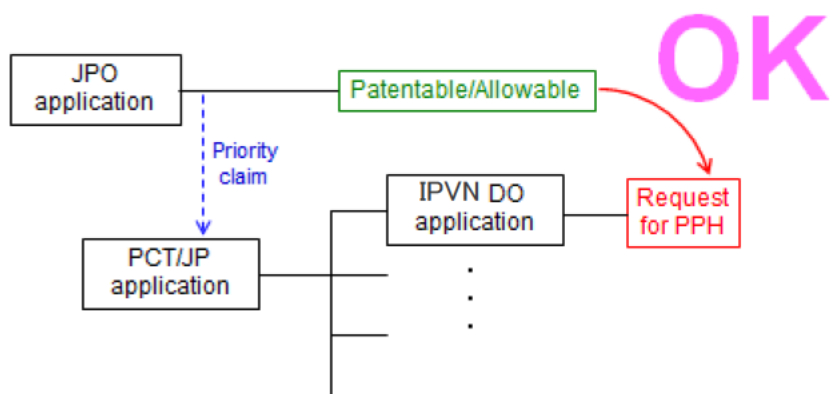 OK
JPO
application
Patentable/Allowable
Priority
claim
IPVN DO
application
Request
for PPH
PCT/JP
application